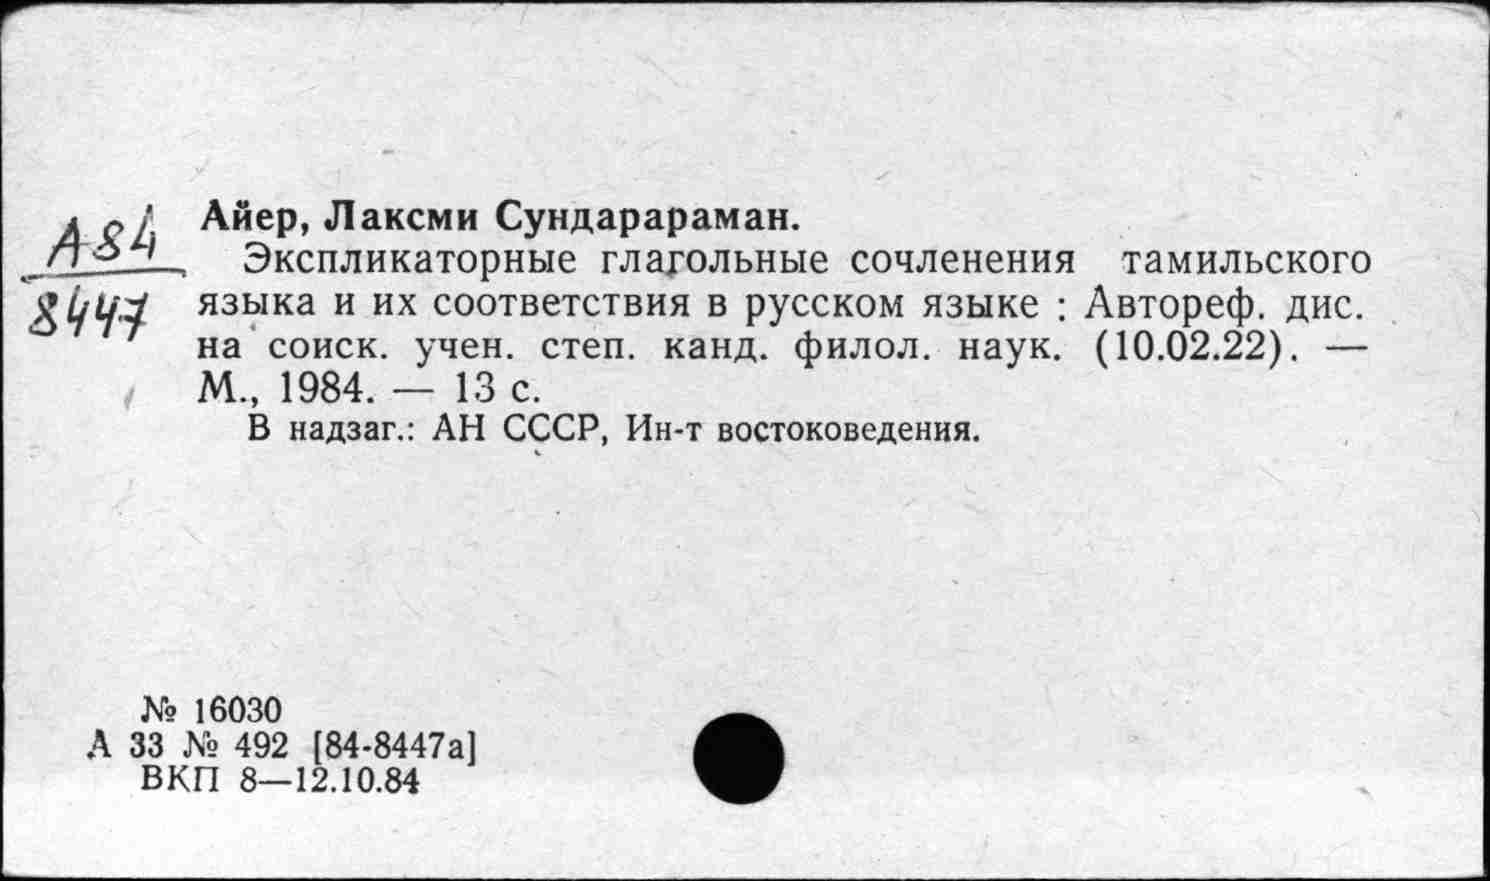 А84
8447
Айер, Лаксми Сундарараман.
Экспликаторные глагольные сочленения тамильского
языка и их соответствия в русском языке : Автореф. дис.
на соиск. учен. степ. канд. филол. наук. (10.02.22). —
М., 1984. — 13 с.
В надзаг.: АН СССР, Ин-т востоковедения.
№ 16030
А 33 № 492 [84-8447а]
ВКП 8—12.10.84